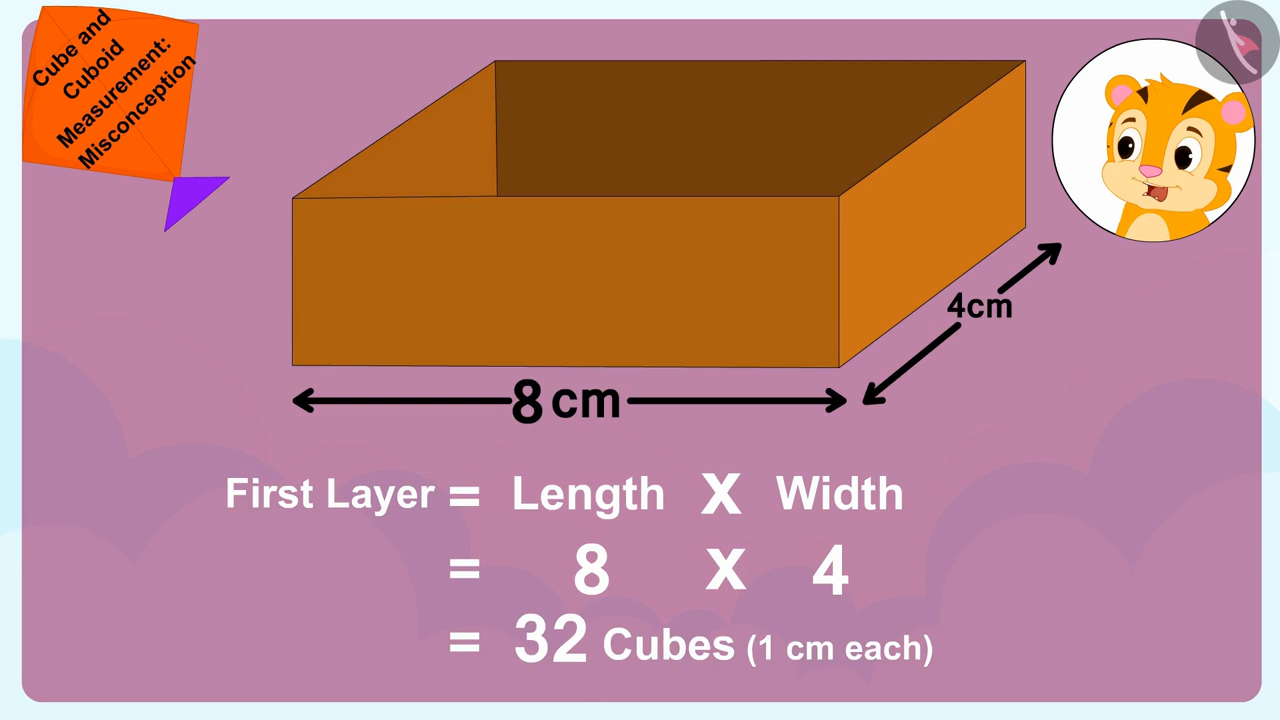 Cube and
Cuboid
Measurement:
Misconception
4cm
8 cm
First Layer = Length X Width
= 8 X 4
= 32 Cubes (1 cm each)